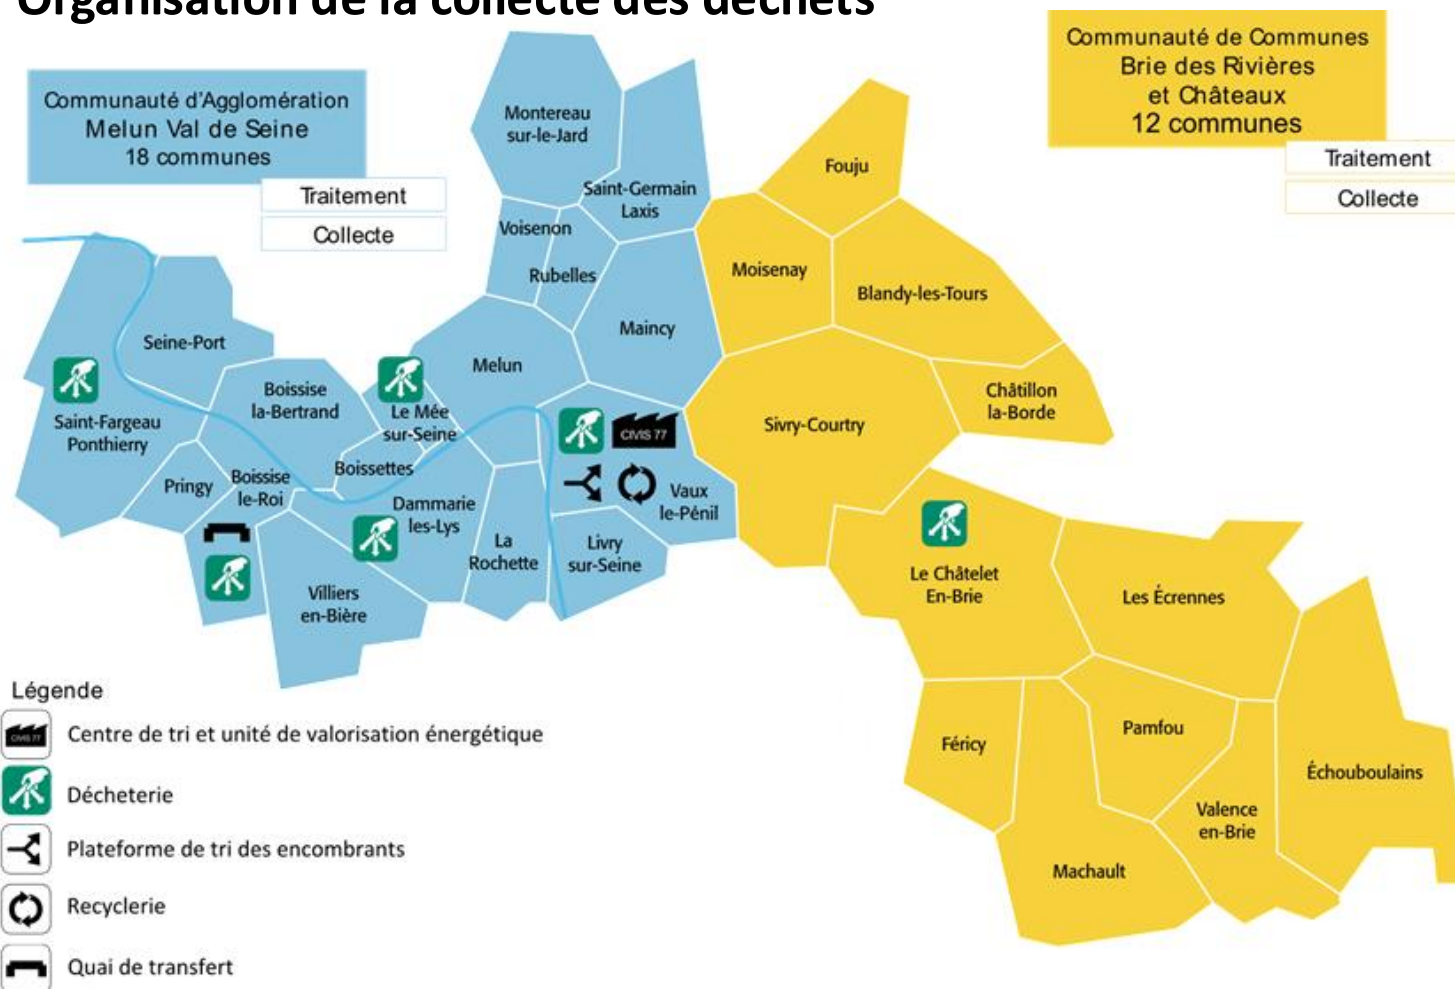 Organisation de la collecte des déchets
Communauté d'Agglomération
Melun Val de Seine
18 communes
Traitement
Collecte
Communauté de Communes
Brie des Rivières
et Châteaux
12 communes
Traitement
Collecte
Montereau
sur-le-Jard
Saint-Germain
Laxis
Voisenon
Rubelles
Maincy
Melun
Seine-Port
Saint-Fargeau
Ponthierry
Boissise
la-Bertrand
Le Mée
sur-Seine
Boissettes
Pringy
Boissise
le-Roi
Dammarie
les-Lys
Villiers
en-Bière
La
Rochette
Livry
sur-Seine
CIVIS 77
Vaux
le-Pénil
Fouju
Moisenay
Blandy-les-Tours
Châtillon
la-Borde
Sivry-Courtry
Le Châtelet
En-Brie
Les Écrennes
Féricy
Pamfou
Machault
Valence
en-Brie
Échouboulains
Légende
CIVIS 77
Centre de tri et unité de valorisation énergétique
Décheterie
Plateforme de tri des encombrants
Recyclerie
Quai de transfert